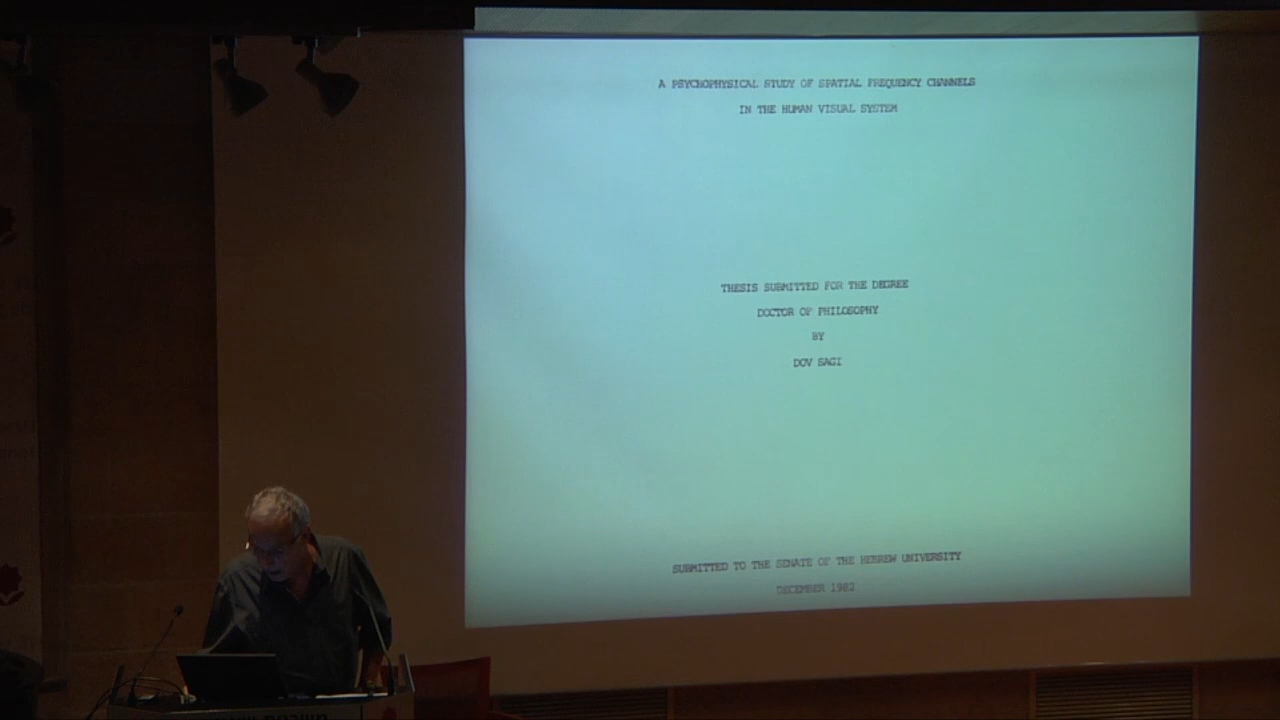 A PSYCHOPHYSICAL STUDY OF SPATIAL FREQUENCY CHANNELS
IN THE HUMAN VISUAL SYSTEM
THESIS SUBMITTED FOR THE DEGREE
DOCTOR OF PHILOSOPHY
BY
DOV SAGI
SUBMITTED TO THE SENATE OF THE HEBREW UNIVERSITY
DECEMBER 1982